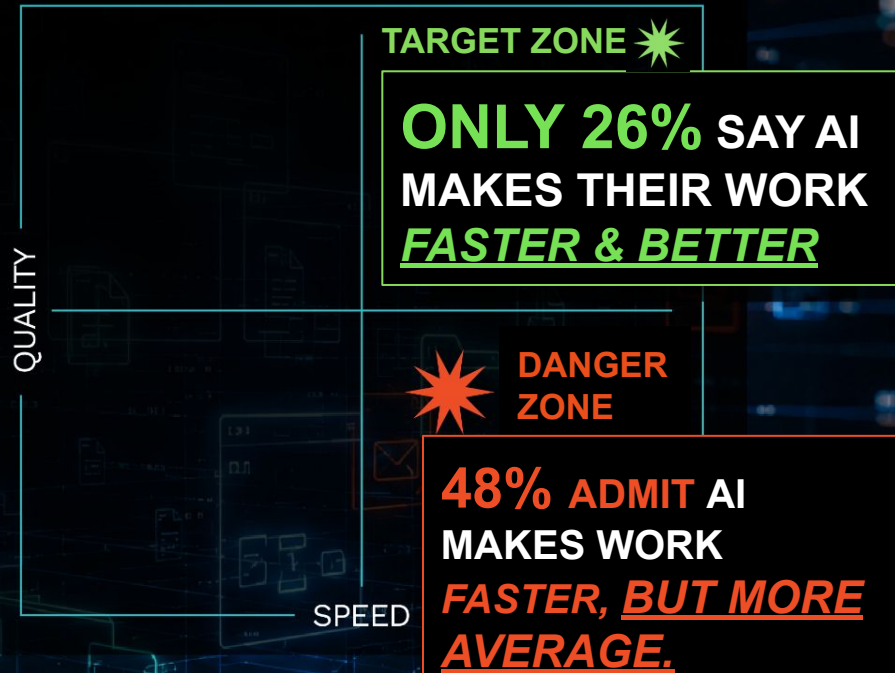 TARGET ZONE
ONLY 26% SAY AI
MAKES THEIR WORK
FASTER & BETTER
QUALITY
DANGER
ZONE
48% ADMIT AI
MAKES WORK
FASTER, BUT MORE
AVERAGE.
SPEED